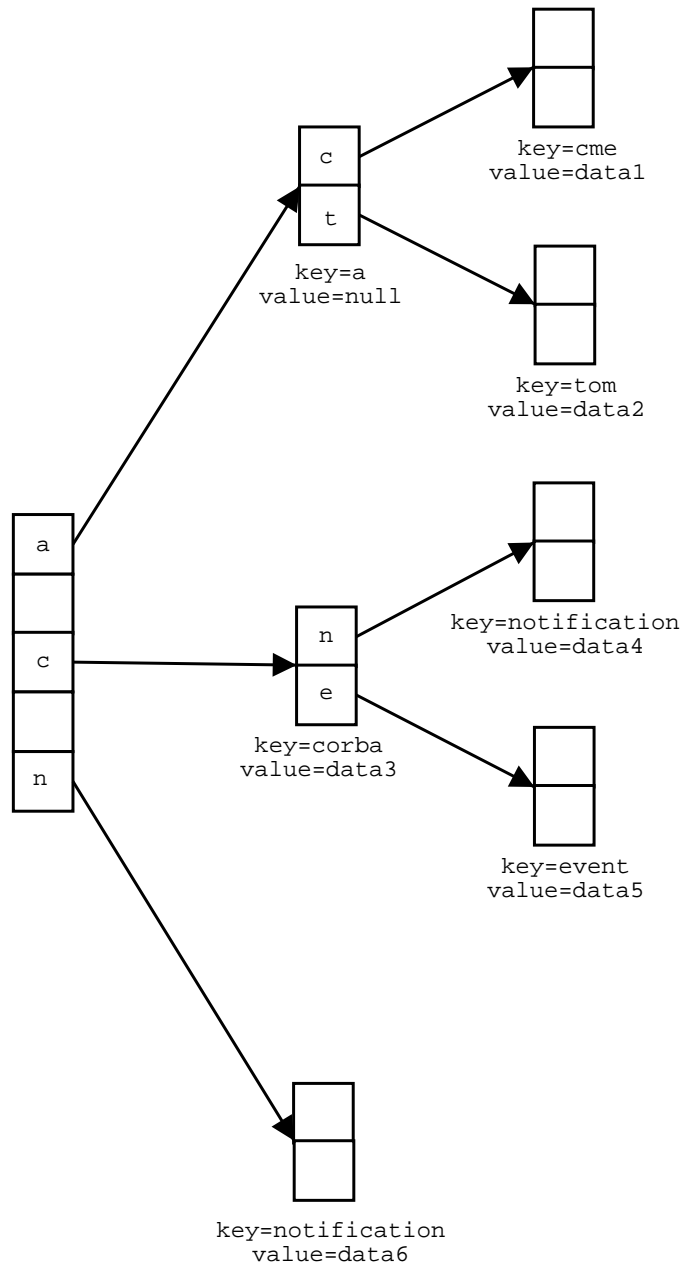 key=cme
value=data1
c
t
key=a
value=null
key=tom
value=data2
a
c
n
n
e
key=corba
value=data3
key=notification
value=data4
key=event
value=data5
key=notification
value=data6